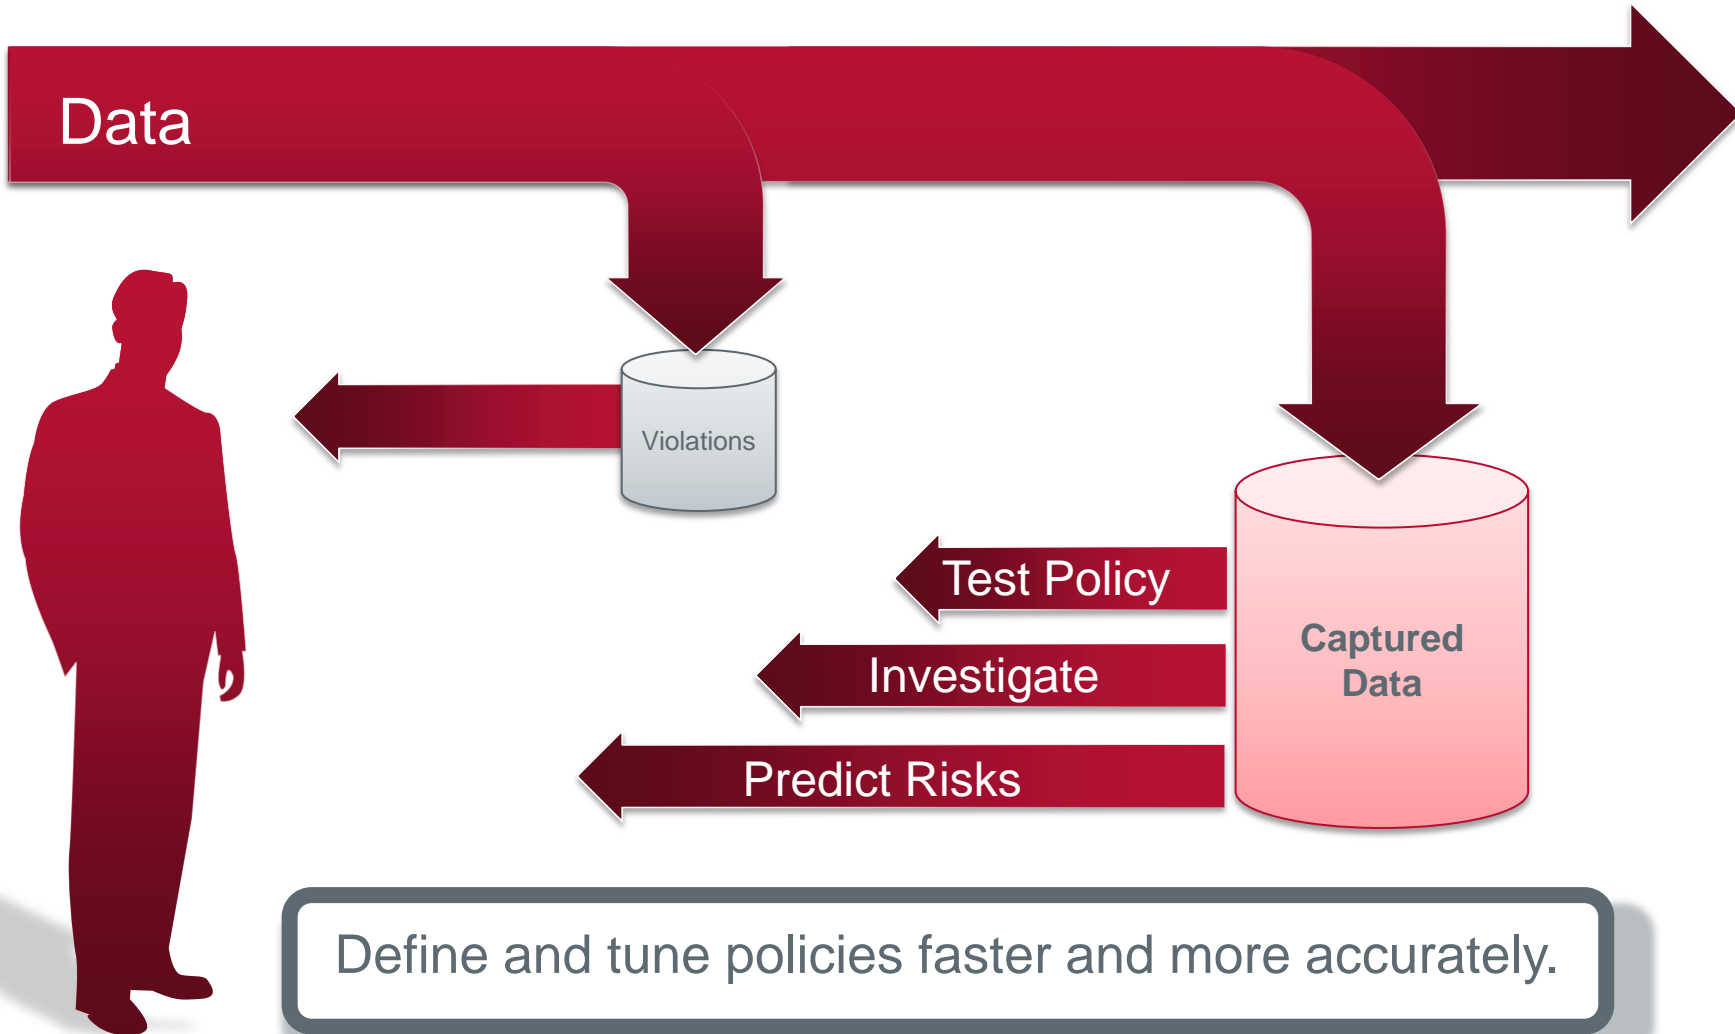 Data
Violations
Test Policy
Investigate
Predict Risks
Captured
Data
Define and tune policies faster and more accurately.